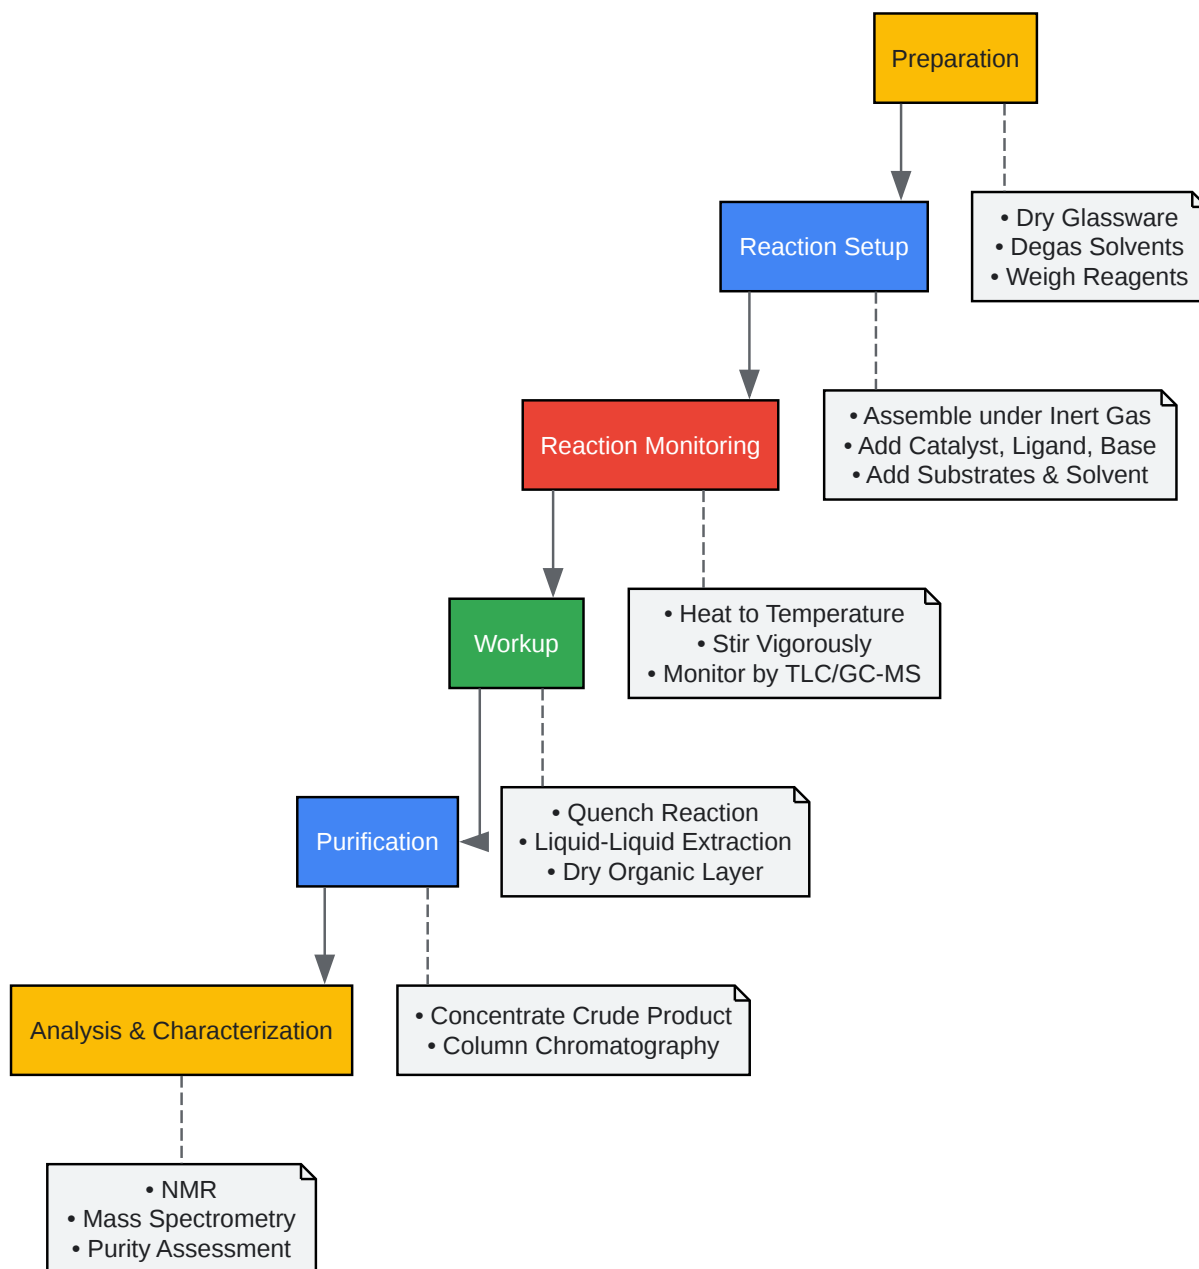 Preparation
• Dry Glassware
• Degas Solvents
• Weigh Reagents
Reaction Setup
• Assemble under Inert Gas
• Add Catalyst, Ligand, Base
• Add Substrates & Solvent
Reaction Monitoring
• Heat to Temperature
• Stir Vigorously
• Monitor by TLC/GC-MS
Workup
• Quench Reaction
• Liquid-Liquid Extraction
• Dry Organic Layer
Purification
• Concentrate Crude Product
• Column Chromatography
Analysis & Characterization
• NMR
• Mass Spectrometry
• Purity Assessment